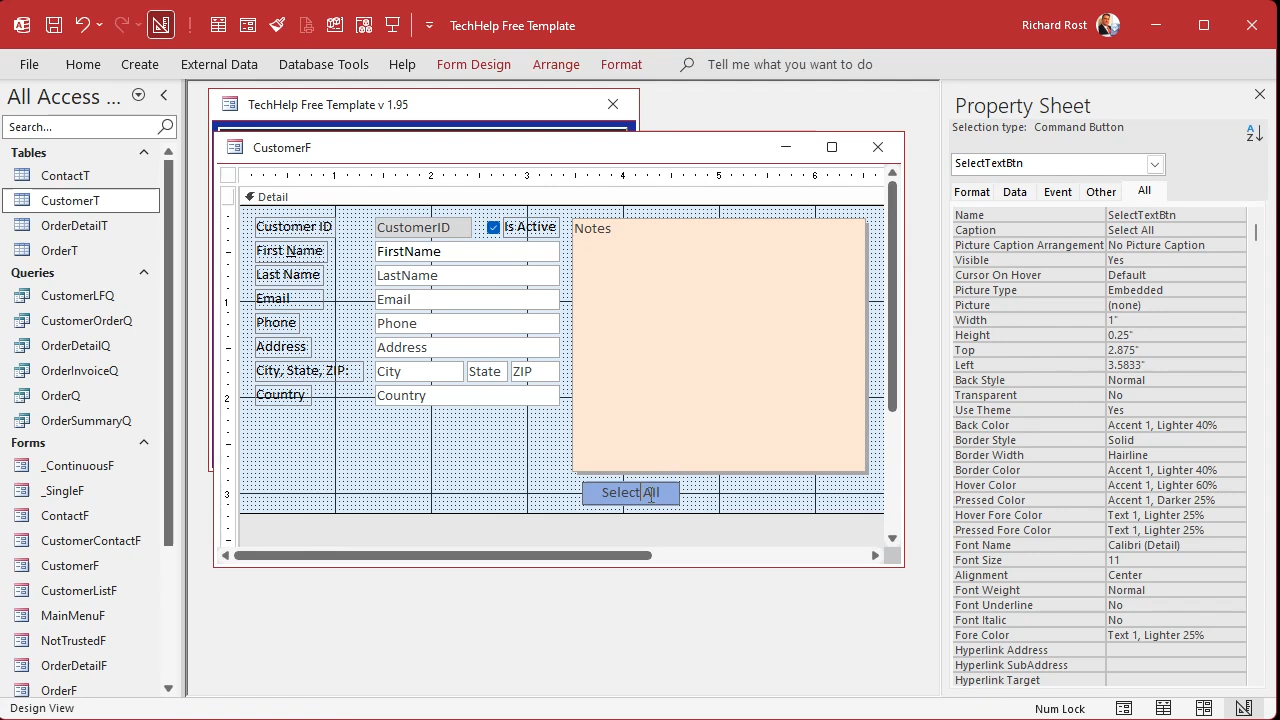 TechHelp Free Template
Richard Rost
File Home Create External Data Database Tools Help Form Design Arrange Format Tell me what you want to do
All Access ...
Search...
Tables
ContactT
CustomerT
OrderDetailT
OrderT
Queries
CustomerLFQ
CustomerOrderQ
OrderDetailQ
OrderInvoiceQ
OrderQ
OrderSummaryQ
Forms
_ContinuousF
_SingleF
ContactF
CustomerContactF
CustomerF
CustomerListF
MainMenuF
NotTrustedF
OrderDetailF
OrderF
TechHelp Free Template v 1.95
CustomerF
1 2 4 5 6
Detail
Customer ID CustomerID Is Active
First Name FirstName
Last Name LastName
Email Email
Phone Phone
Address Address
City, State, ZIP: City State ZIP
Country Country
Notes
1
2
3
Select All
Property Sheet
Selection type: Command Button
SelectTextBtn
Format Data Event Other All
Name SelectTextBtn
Caption Select All
Picture Caption Arrangement No Picture Caption
Visible Yes
Cursor On Hover Default
Picture Type Embedded
Picture (none)
Width 1"
Height 0.25"
Top 2.875"
Left 3.5833"
Back Style Normal
Transparent No
Use Theme Yes
Back Color Accent 1, Lighter 40%
Border Style Solid
Border Width Hairline
Border Color Accent 1, Lighter 40%
Hover Color Accent 1, Lighter 60%
Pressed Color Accent 1, Darker 25%
Hover Fore Color Text 1, Lighter 25%
Pressed Fore Color Text 1, Lighter 25%
Font Name Calibri (Detail)
Font Size 11
Alignment Center
Font Weight Normal
Font Underline No
Font Italic No
Fore Color Text 1, Lighter 25%
Hyperlink Address
Hyperlink SubAddress
Hyperlink Target
Design View
Num Lock